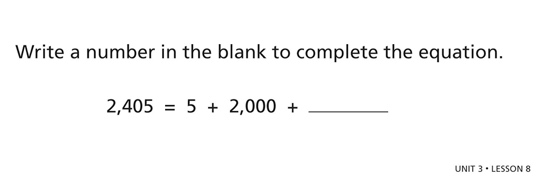 Write a number in the blank to complete the equation.
2,405 = 5 + 2,000 + ________
UNIT 3 • LESSON 8